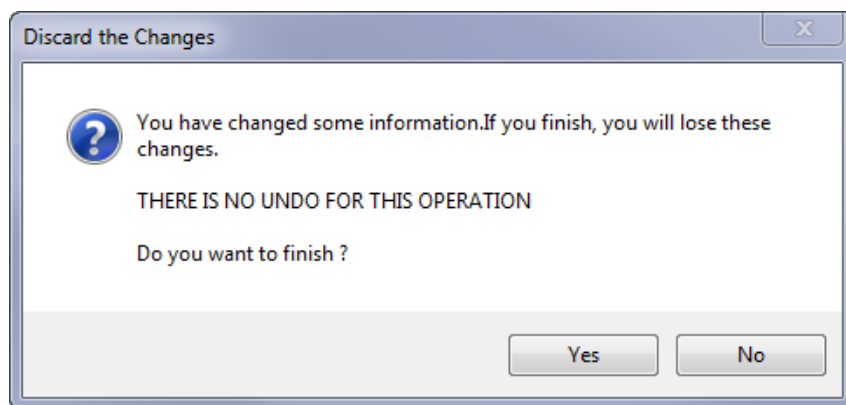 Discard the Changes
You have changed some information.If you finish, you will lose these
changes.
THERE IS NO UNDO FOR THIS OPERATION
Do you want to finish ?
Yes
No